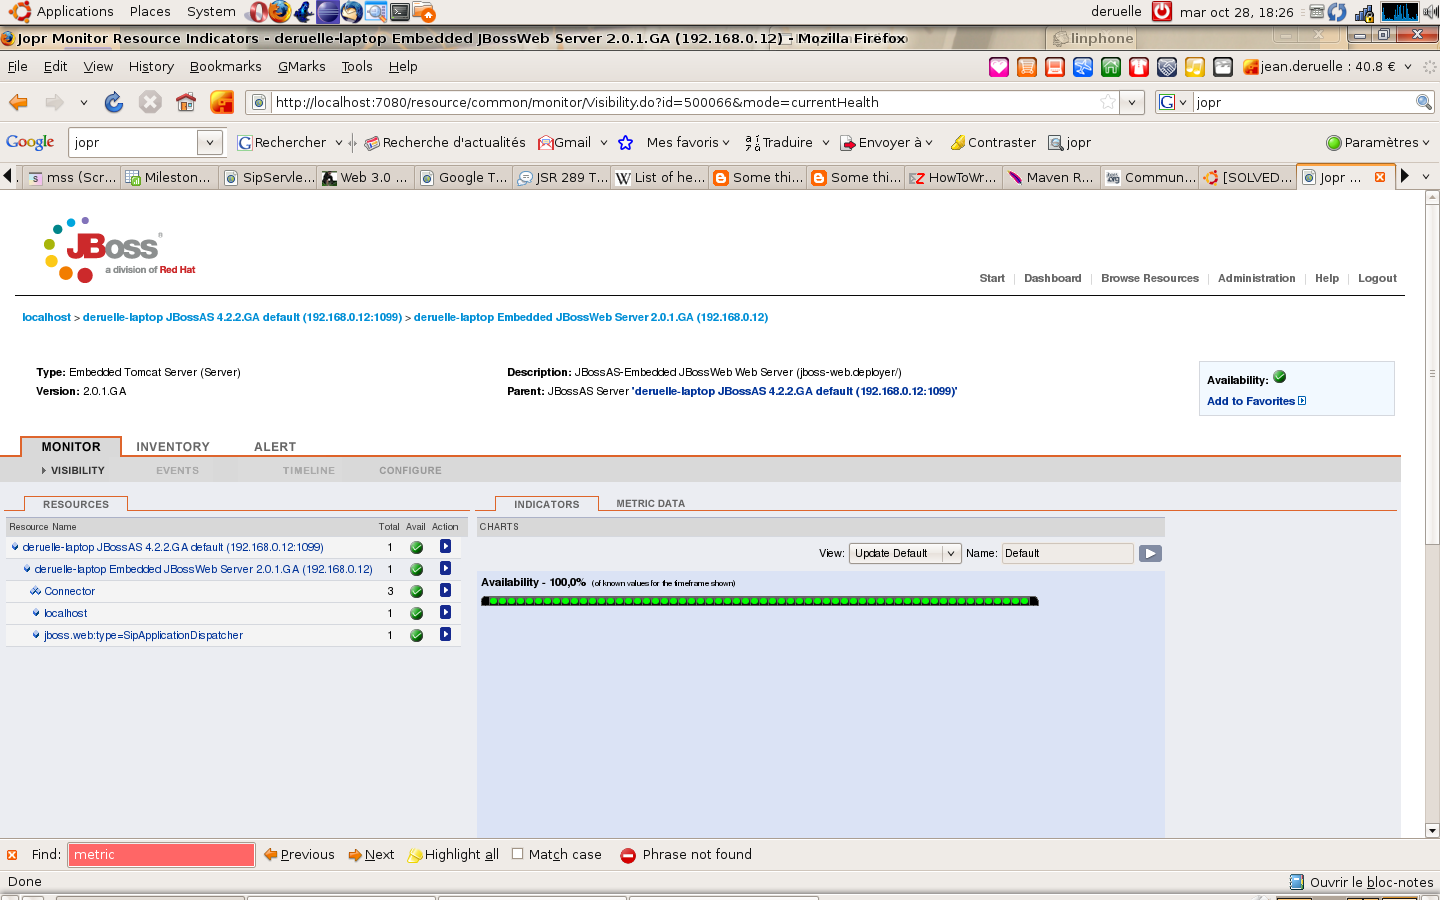 Applications Places System deruelle mar oct 28, 18:26
Jopr Monitor Resource Indicators - deruelle-laptop Embedded JBossWeb Server 2.0.1.GA (192.168.0.12) - Mozilla Firefox linphone
File Edit View History Bookmarks GMarks Tools Help jean.deruelle : 40.8 €
http://localhost:7080/resource/common/monitor/Visibility.do?id=500066&mode=currentHealth jopr
Google jopr Rechercher Recherche d'actualités Gmail Mes favoris Traduire Envoyer à Contraster jopr Paramètres
mss (Scr... Mileston... SipServle... Web 3.0 ... Google T... JSR 289 T... List of he... Some thi... Some thi... HowToWr... Maven R... Commun... [SOLVED... Jopr ...
JBoss®
a division of Red Hat
Start Dashboard Browse Resources Administration Help Logout
localhost > deruelle-laptop JBossAS 4.2.2.GA default (192.168.0.12:1099) > deruelle-laptop Embedded JBossWeb Server 2.0.1.GA (192.168.0.12)
Type: Embedded Tomcat Server (Server) Description: JBossAS-Embedded JBossWeb Web Server (jboss-web.deployer/) Availability:
Version: 2.0.1.GA Parent: JBossAS Server 'deruelle-laptop JBossAS 4.2.2.GA default (192.168.0.12:1099)'
Add to Favorites
MONITOR INVENTORY ALERT
VISIBILITY EVENTS TIMELINE CONFIGURE
RESOURCES INDICATORS METRIC DATA
Resource Name Total Avail Action CHARTS
deruelle-laptop JBossAS 4.2.2.GA default (192.168.0.12:1099) 1
View: Update Default Name: Default
deruelle-laptop Embedded JBossWeb Server 2.0.1.GA (192.168.0.12) 1
Availability - 100,0% (of known values for the timeframe shown)
Connector 3
localhost 1
jboss.web:type=SipApplicationDispatcher 1
Find: metric Previous Next Highlight all Match case Phrase not found
Done Ouvrir le bloc-notes